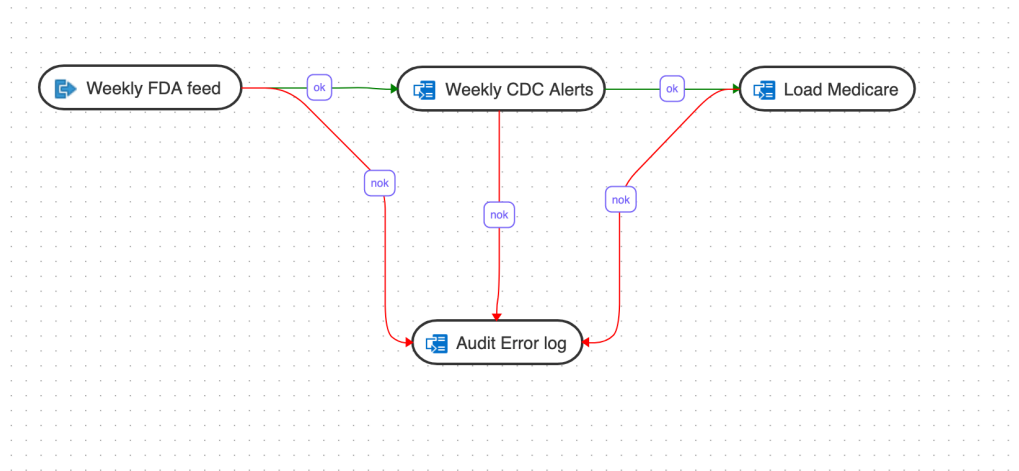 Weekly FDA feed
ok
Weekly CDC Alerts
ok
Load Medicare
nok
nok
nok
Audit Error log